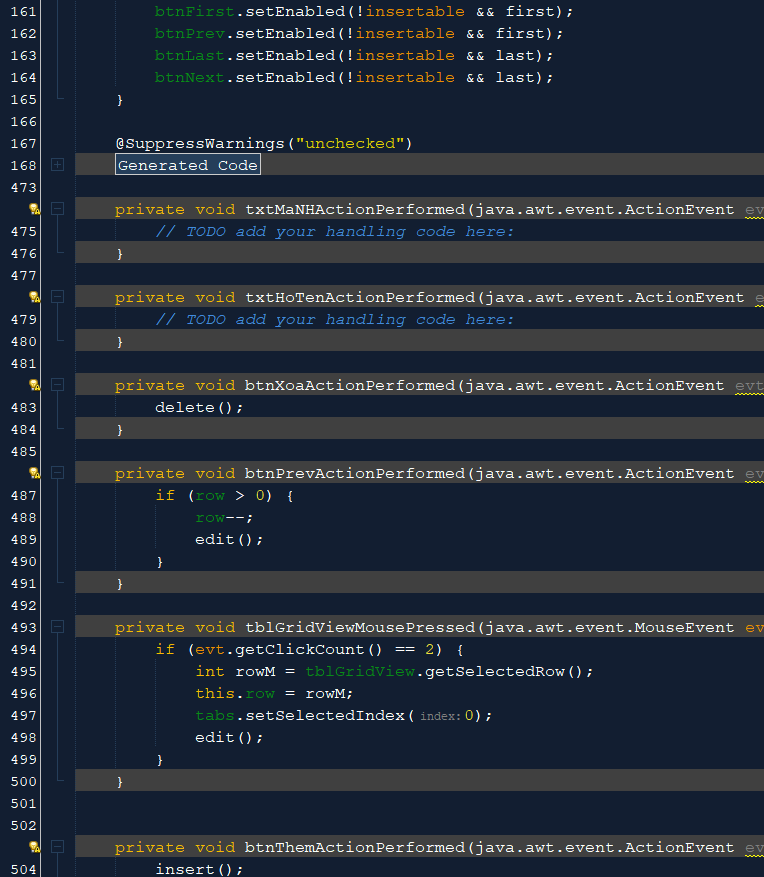 161 btnFirst.setEnabled(!insertable && first);
162 btnPrev.setEnabled(!insertable && first);
163 btnLast.setEnabled(!insertable && last);
164 btnNext.setEnabled(!insertable && last);
165 }
166
167 @SuppressWarnings("unchecked")
168 Generated Code
473
private void txtMaNHActionPerformed(java.awt.event.ActionEvent ev
475 // TODO add your handling code here:
476 }
477
private void txtHoTenActionPerformed(java.awt.event.ActionEvent e
479 // TODO add your handling code here:
480 }
481
private void btnXoaActionPerformed(java.awt.event.ActionEvent evt
483 delete();
484 }
485
private void btnPrevActionPerformed(java.awt.event.ActionEvent ev
487 if (row > 0) {
488 row--;
489 edit();
490 }
491 }
492
493 private void tblGridViewMousePressed(java.awt.event.MouseEvent ev
494 if (evt.getClickCount() == 2) {
495 int rowM = tblGridView.getSelectedRow();
496 this.row = rowM;
497 tabs.setSelectedIndex( index: 0);
498 edit();
499 }
500 }
501
502
private void btnThemActionPerformed(java.awt.event.ActionEvent ev
504 insert();